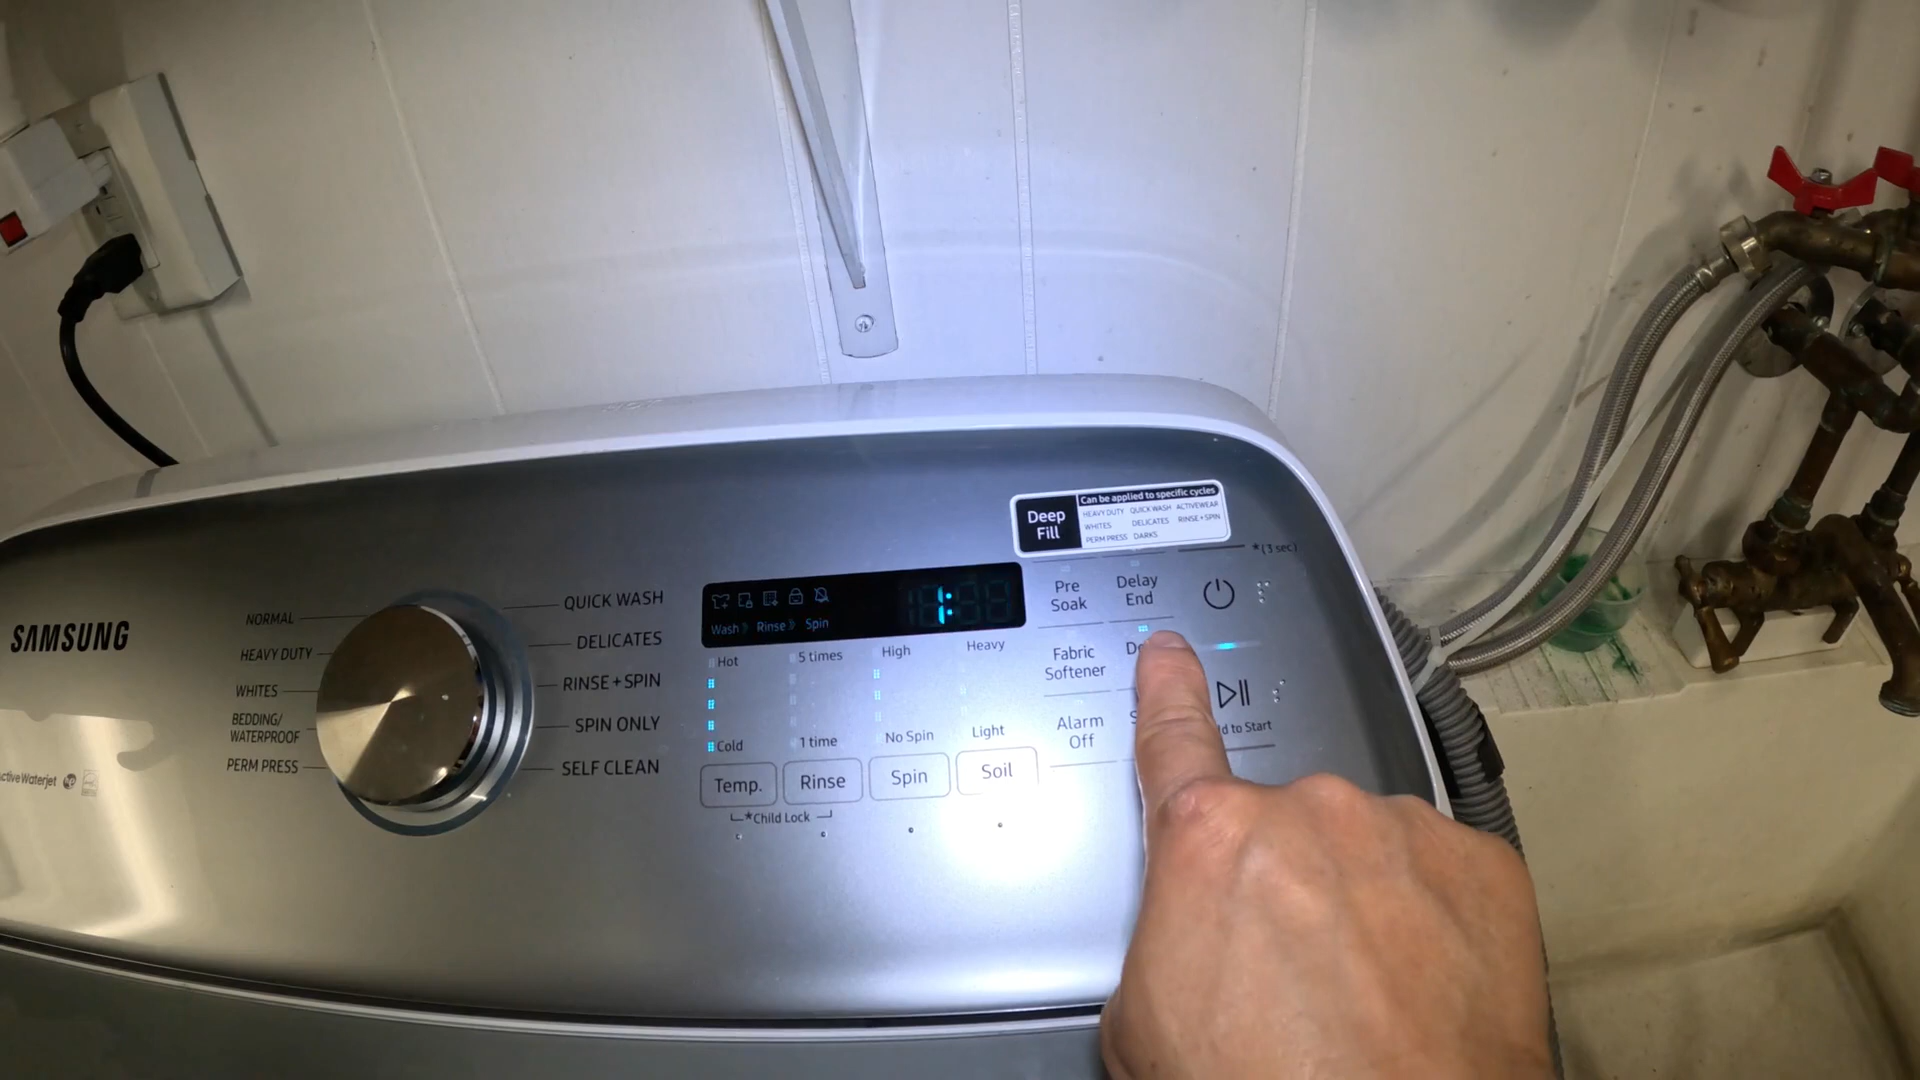 Deep
Fill
Can be applied to specific cycles
HEAVY DUTY QUICK WASH ACTIVEWEAR
WHITES DELICATES RINSE+SPIN
PERM PRESS DARKS
*(3 sec)
SAMSUNG
NORMAL
HEAVY DUTY
WHITES
BEDDING/
WATERPROOF
PERM PRESS
QUICK WASH
DELICATES
RINSE+SPIN
SPIN ONLY
SELF CLEAN
Wash Rinse Spin
1:
Hot 5 times High Heavy
Cold 1 time No Spin Light
Temp. Rinse Spin Soil
*Child Lock
Pre
Soak
Delay
End
Fabric
Softener
Alarm
Off
to Start